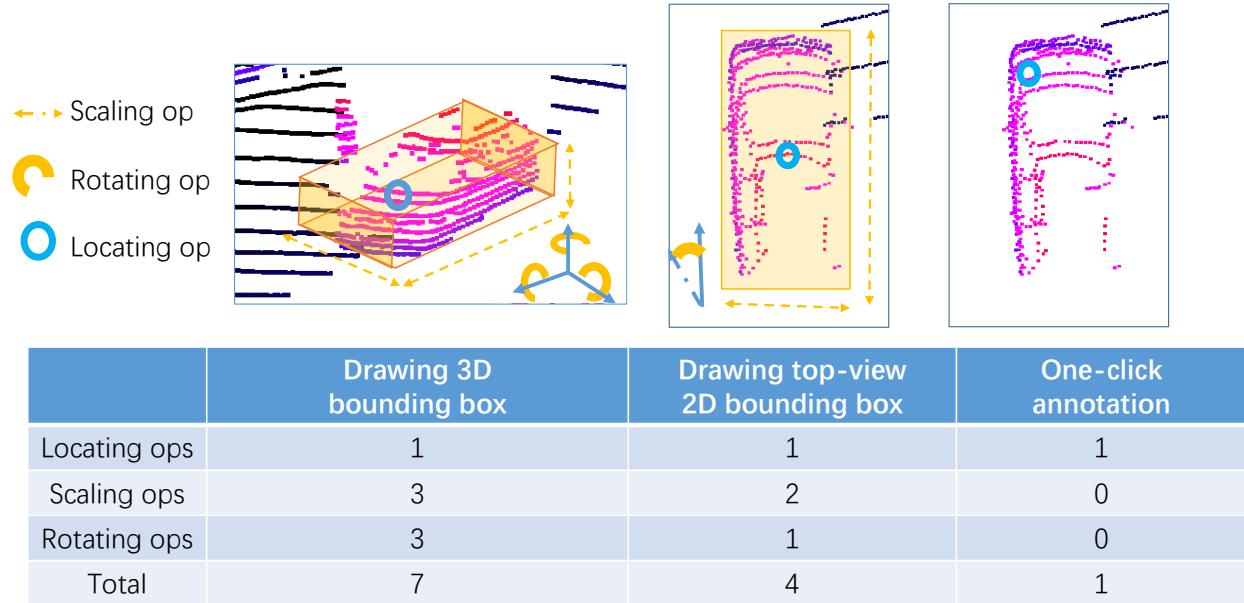 Scaling op
Rotating op
Locating op
Drawing 3D bounding box
Drawing top-view 2D bounding box
One-click annotation
Locating ops 1 1 1
Scaling ops 3 2 0
Rotating ops 3 1 0
Total 7 4 1